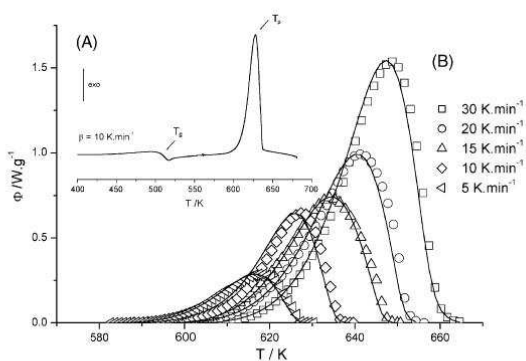 (A)
Tₚ
exo
β = 10 K.min⁻¹
T_g
400 450 500 550 600 650 700
T /K
(B)
□ 30 K.min⁻¹
○ 20 K.min⁻¹
△ 15 K.min⁻¹
◇ 10 K.min⁻¹
◁ 5 K.min⁻¹
Φ /W.g⁻¹
1.5
1.0
0.5
0.0
580 600 620 640 660
T / K